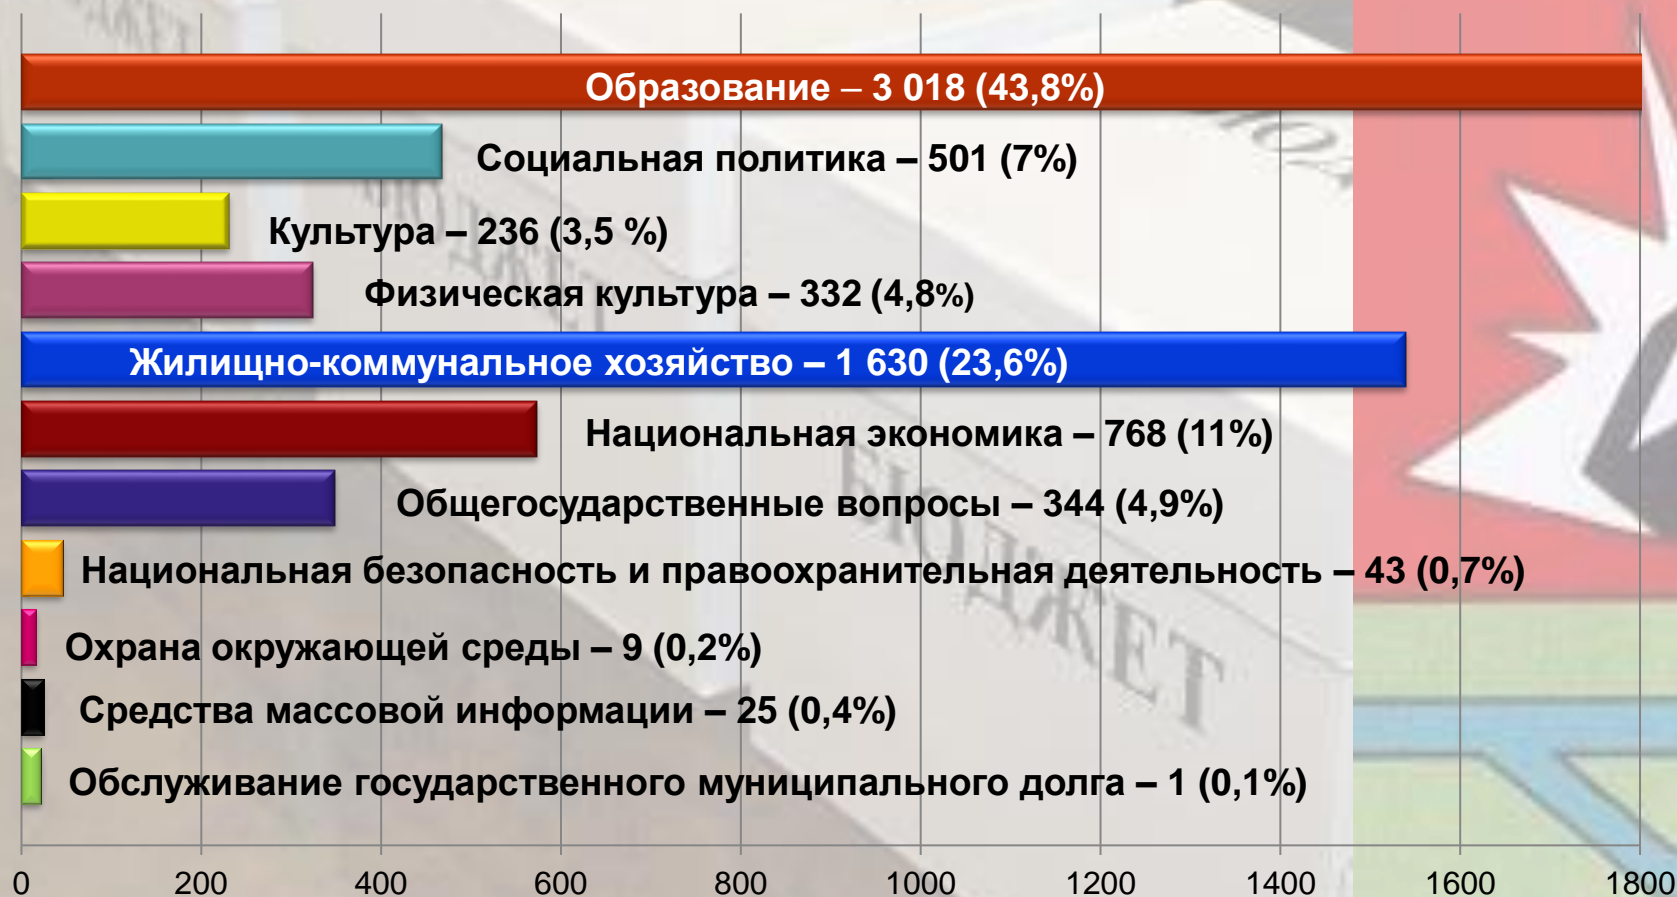 Образование – 3 018 (43,8%)
Социальная политика – 501 (7%)
Культура – 236 (3,5 %)
Физическая культура – 332 (4,8%)
Жилищно-коммунальное хозяйство – 1 630 (23,6%)
Национальная экономика – 768 (11%)
Общегосударственные вопросы – 344 (4,9%)
Национальная безопасность и правоохранительная деятельность – 43 (0,7%)
Охрана окружающей среды – 9 (0,2%)
Средства массовой информации – 25 (0,4%)
Обслуживание государственного муниципального долга – 1 (0,1%)
0 200 400 600 800 1000 1200 1400 1600 1800
БЮДЖЕТ
БЮДЖЕТ